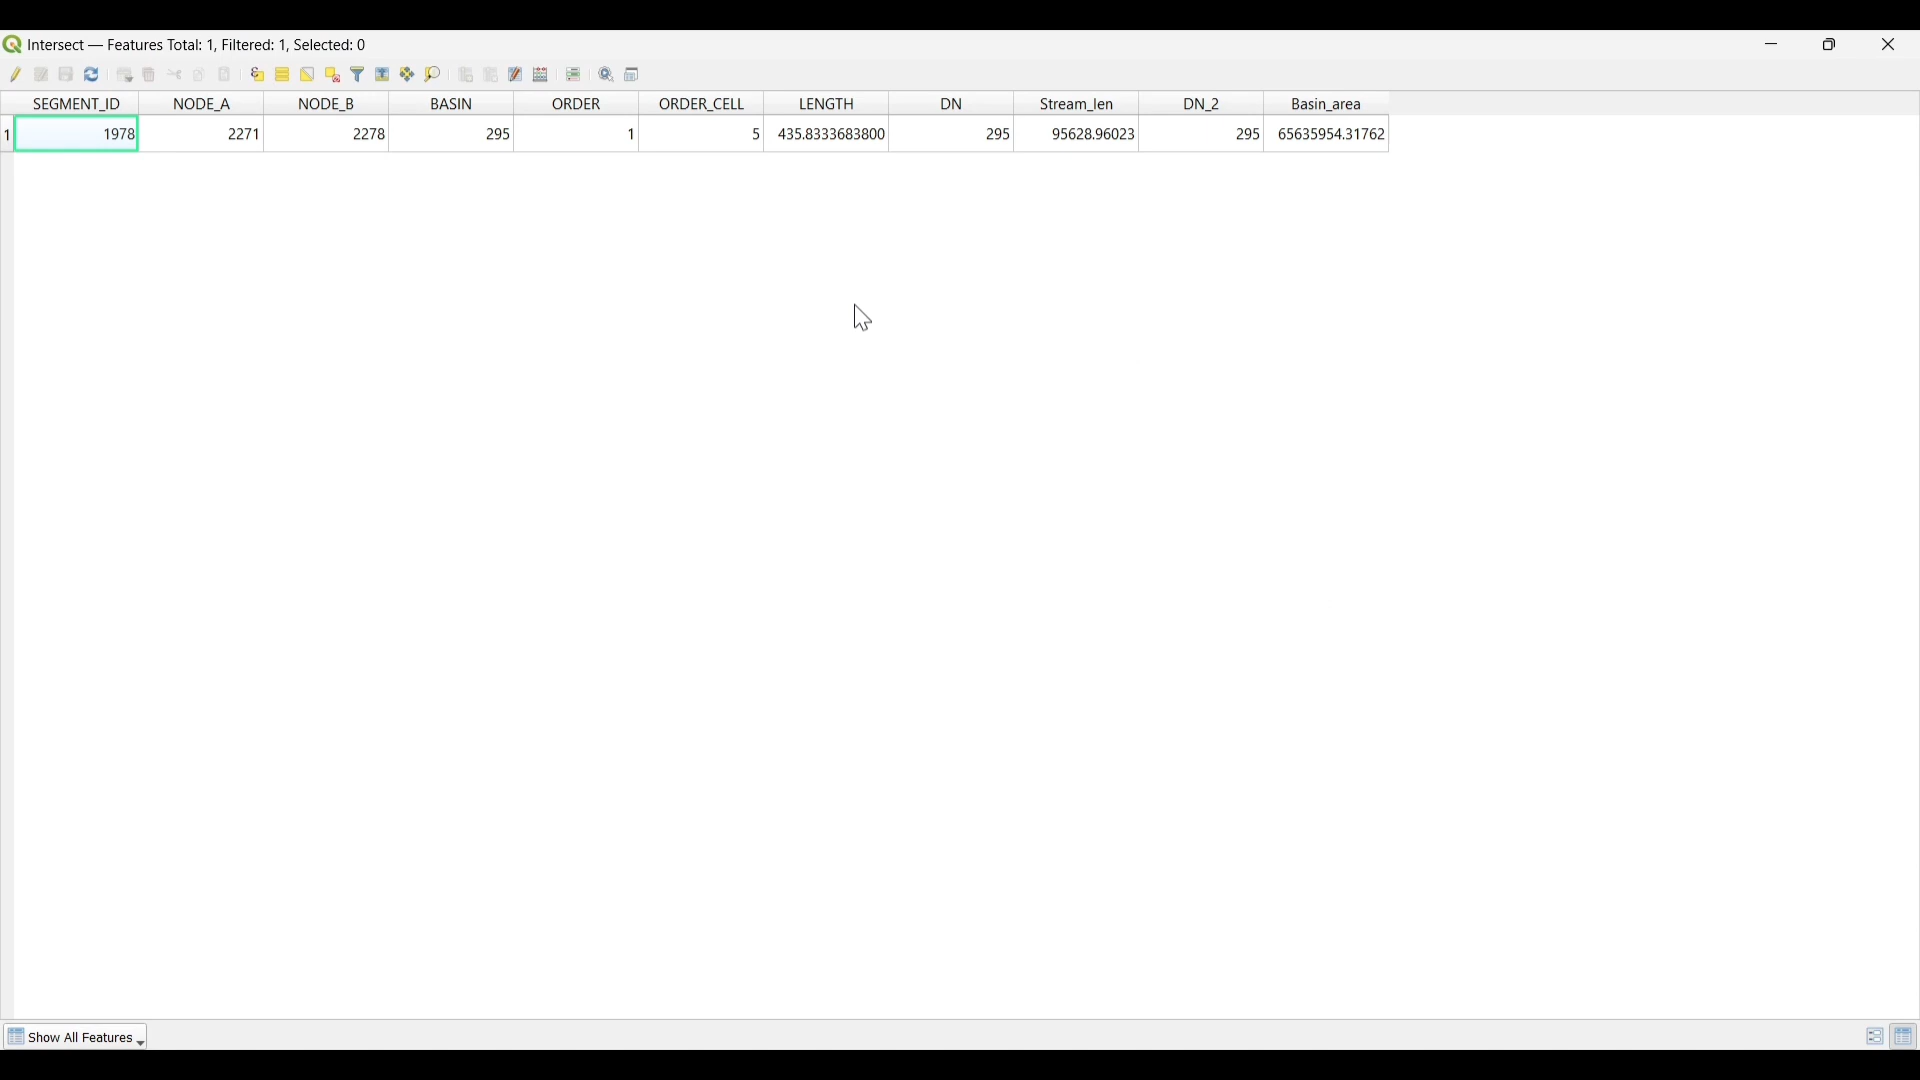 Intersect — Features Total: 1, Filtered: 1, Selected: 0
SEGMENT_ID NODE_A NODE_B BASIN ORDER ORDER_CELL LENGTH DN Stream_len DN_2 Basin_area
1 1978 2271 2278 295 1 5 435.8333683800 295 95628.96023 295 65635954.31762
Show All Features